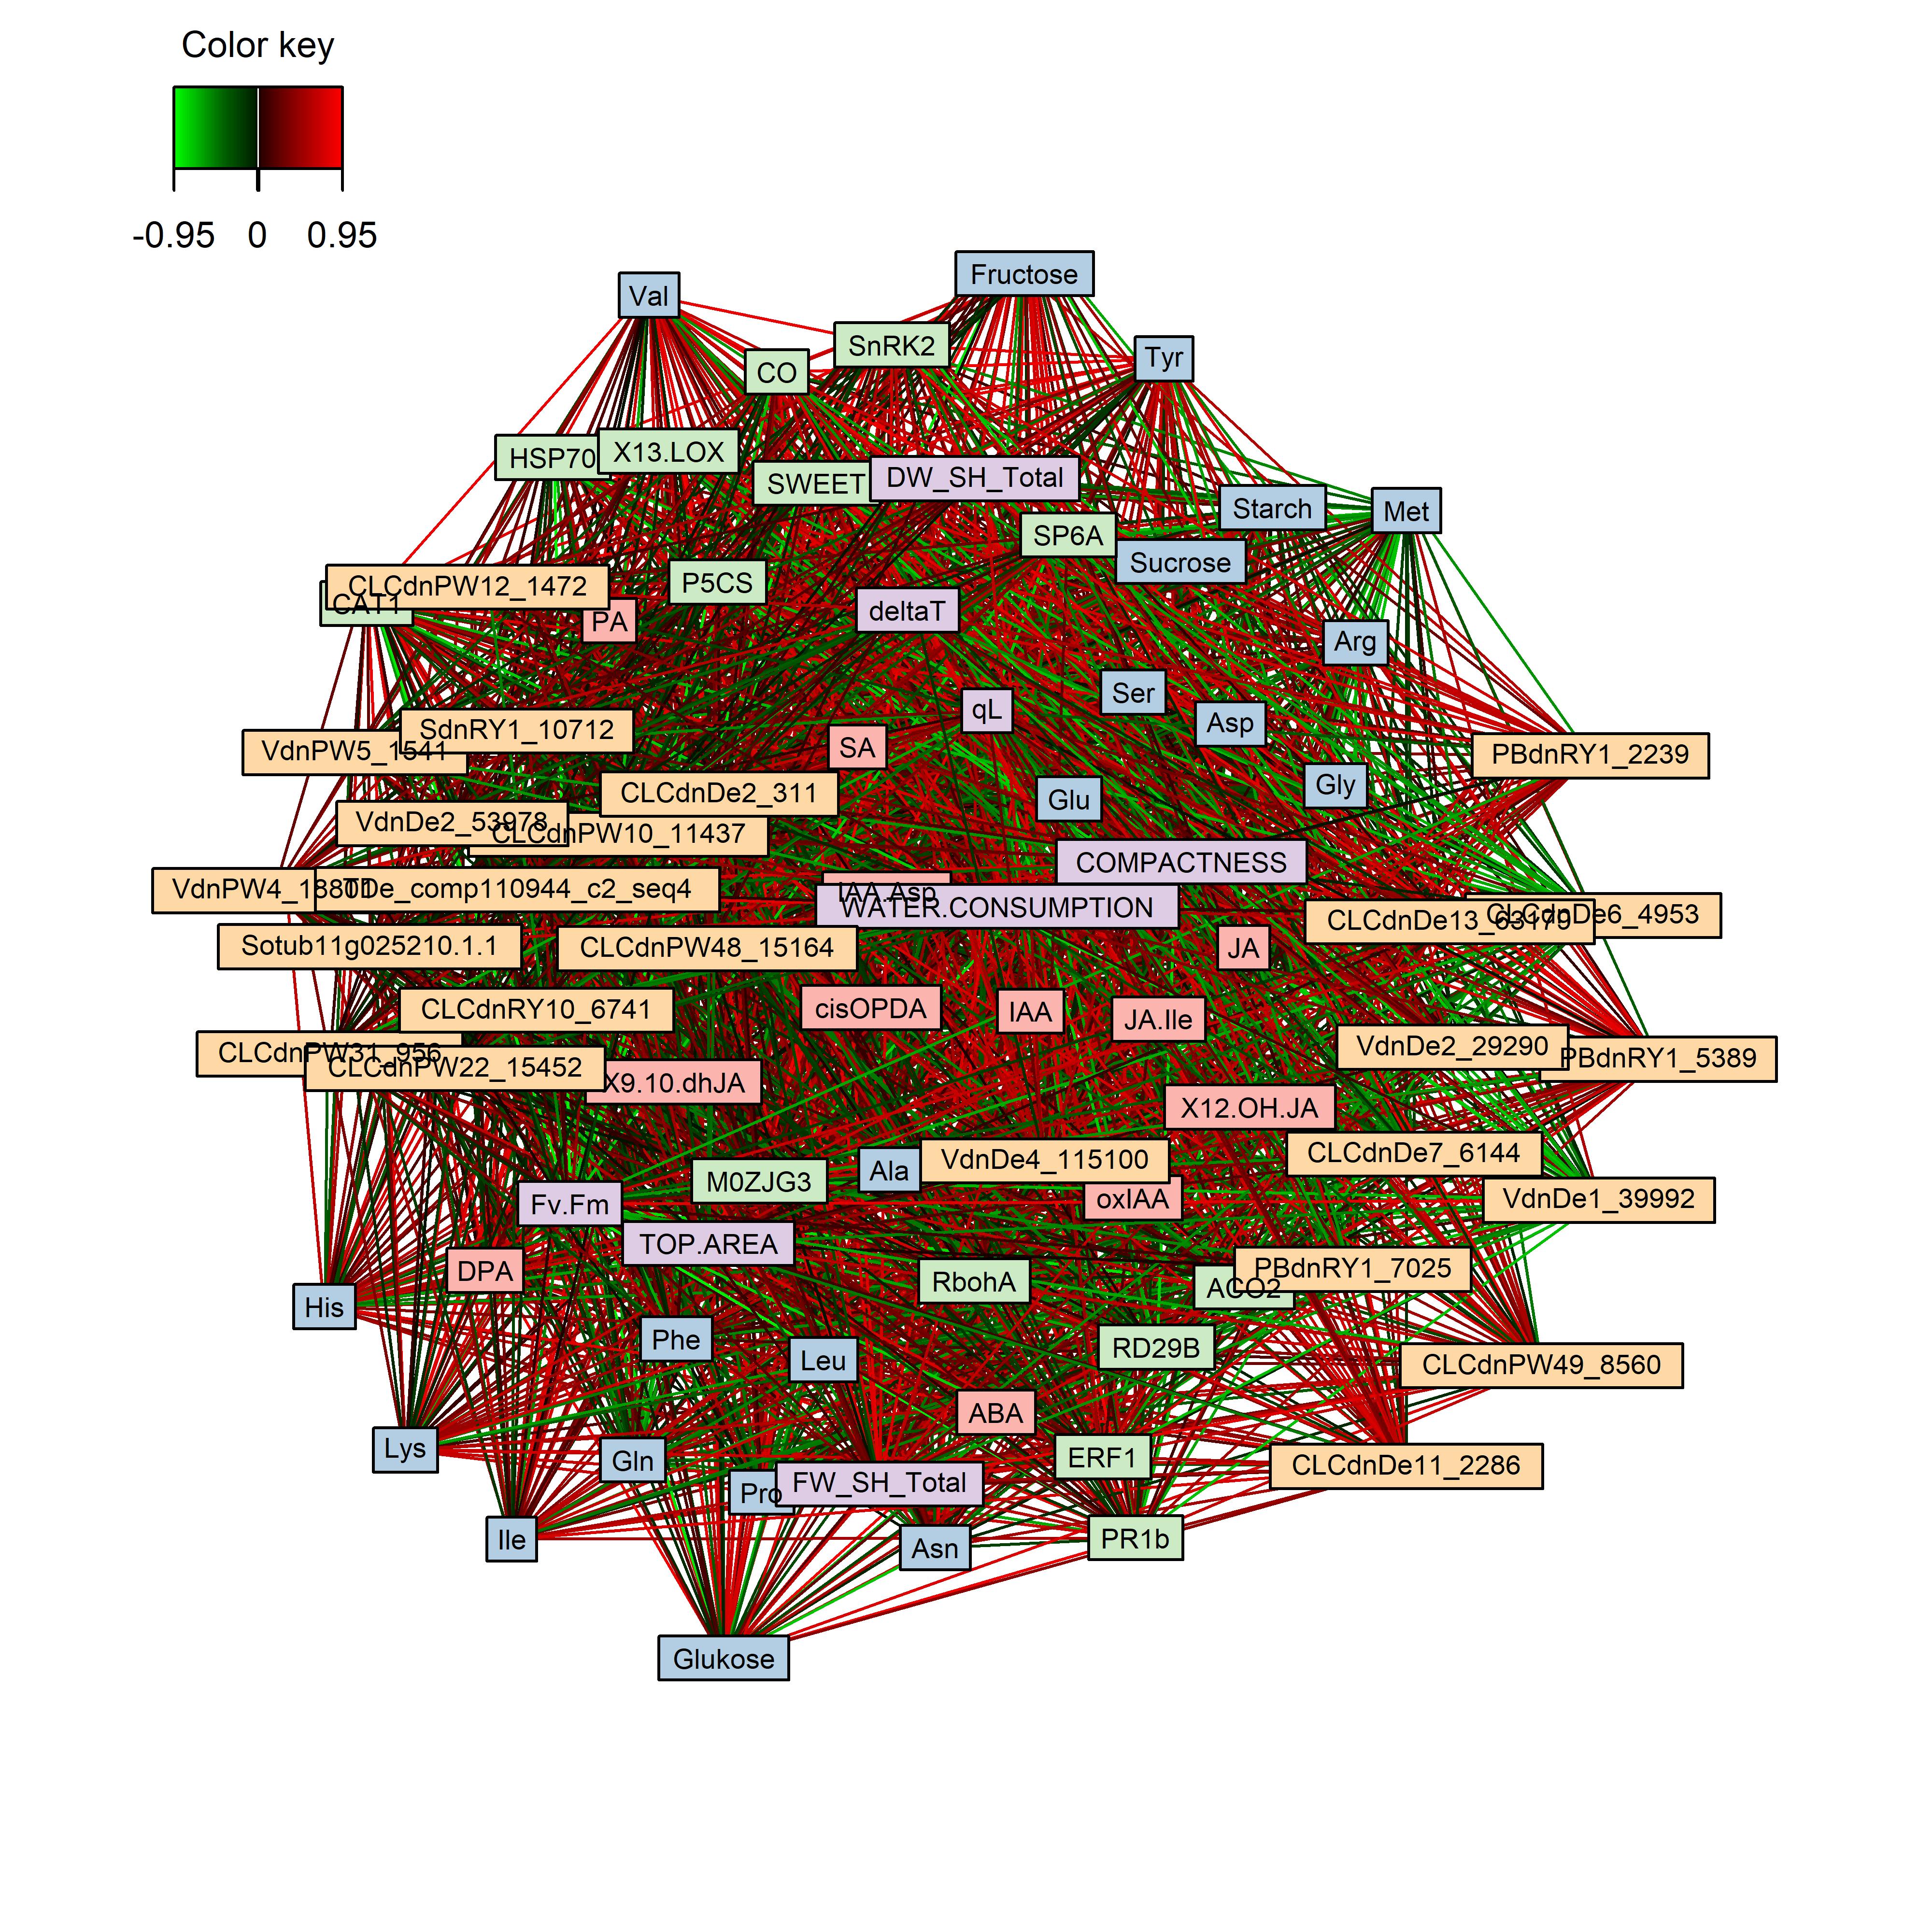 Color key
-0.95 0 0.95
Fructose
Val
SnRK2
Tyr
CO
X13.LOX
HSP70
DW_SH_Total
SWEET
Starch
Met
SP6A
Sucrose
CLCdnPW12_1472
P5CS
CAT1
deltaT
PA
Arg
Ser
qL
Asp
SdnRY1_10712
VdnPW5_1541
SA
PBdnRY1_2239
Gly
CLCdnDe2_311
Glu
VdnDe2_53978
CLCdnPW10_11437
COMPACTNESS
VdnPW4_18801
TDe_comp110944_c2_seq4
IAA.Asp
WATER.CONSUMPTION
CLCdnDe6_4953
CLCdnDe13_63179
Sotub11g025210.1.1
CLCdnPW48_15164
JA
CLCdnRY10_6741
cisOPDA
IAA
JA.Ile
VdnDe2_29290
CLCdnPW31_956
PBdnRY1_5389
CLCdnPW22_15452
X9.10.dhJA
X12.OH.JA
CLCdnDe7_6144
VdnDe4_115100
Ala
M0ZJG3
Fv.Fm
oxIAA
VdnDe1_39992
TOP.AREA
DPA
PBdnRY1_7025
RbohA
ACO2
His
Phe
RD29B
Leu
CLCdnPW49_8560
ABA
Lys
Gln
ERF1
CLCdnDe11_2286
FW_SH_Total
Pro
Ile
PR1b
Asn
Glukose